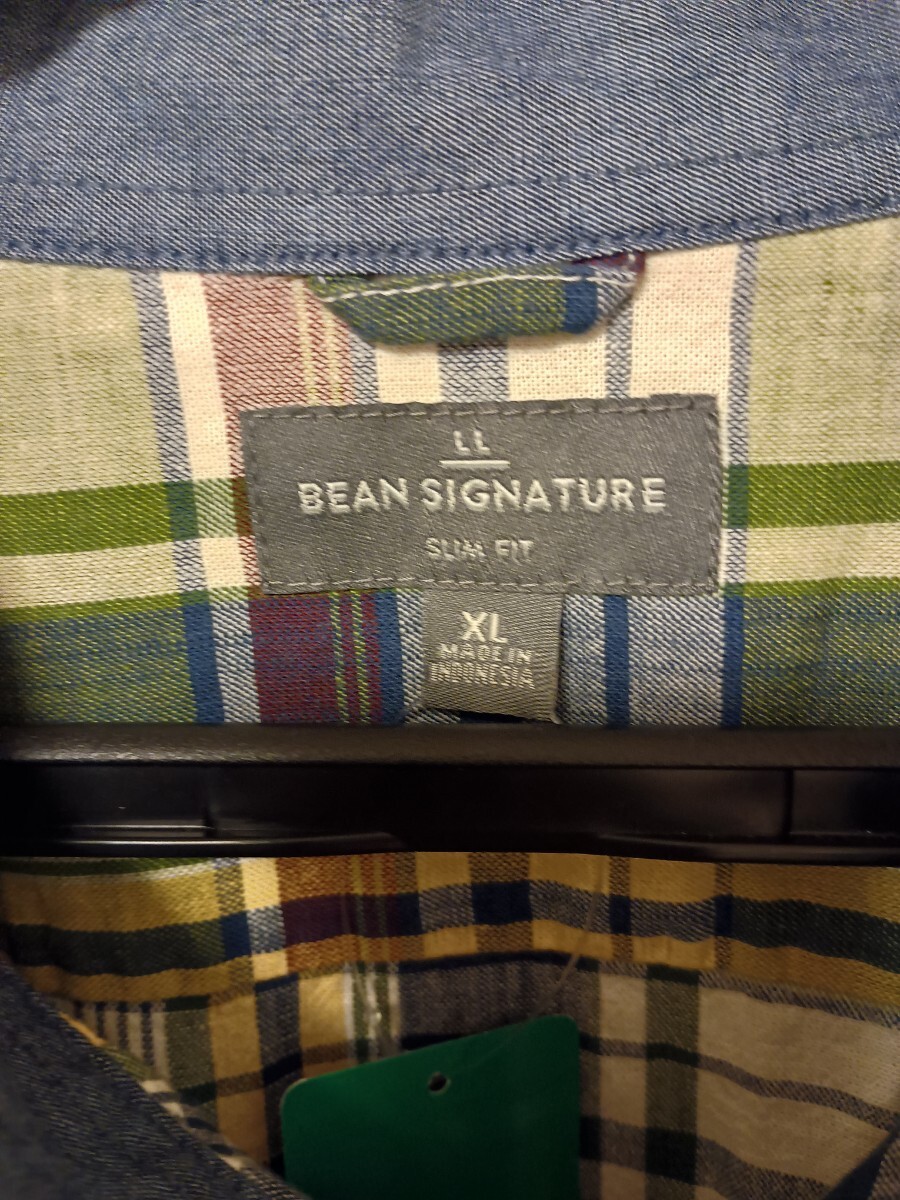 LL
BEAN SIGNATURE
SLIM FIT
XL
MADE IN
INDONESIA